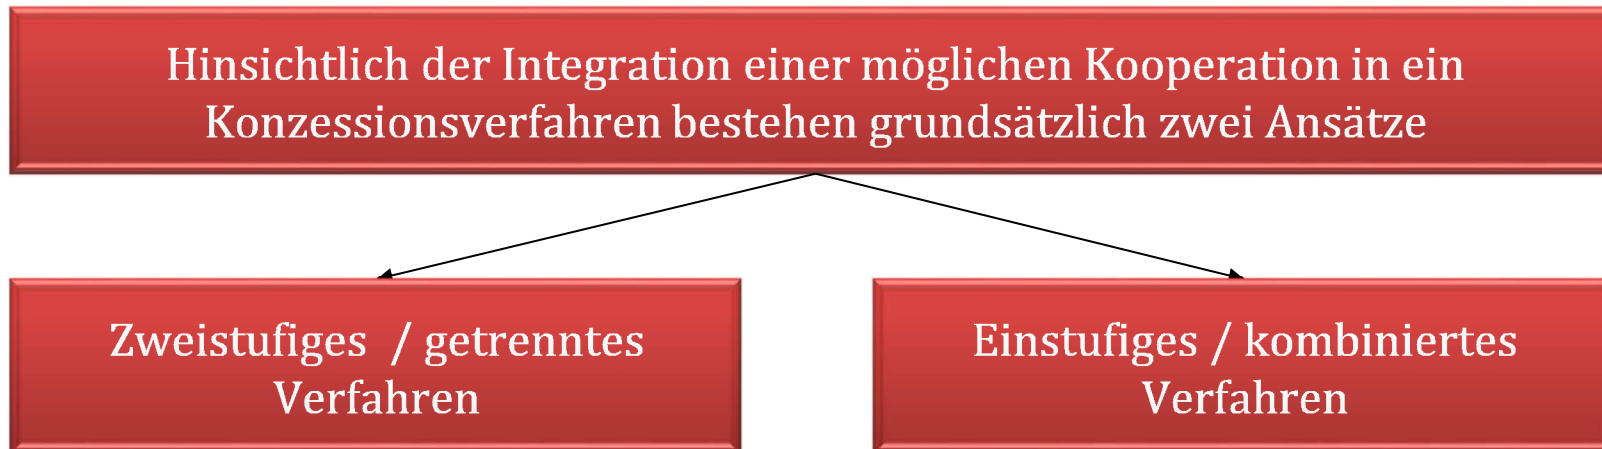 Hinsichtlich der Integration einer möglichen Kooperation in ein
Konzessionsverfahren bestehen grundsätzlich zwei Ansätze
Zweistufiges / getrenntes
Verfahren
Einstufiges / kombiniertes
Verfahren